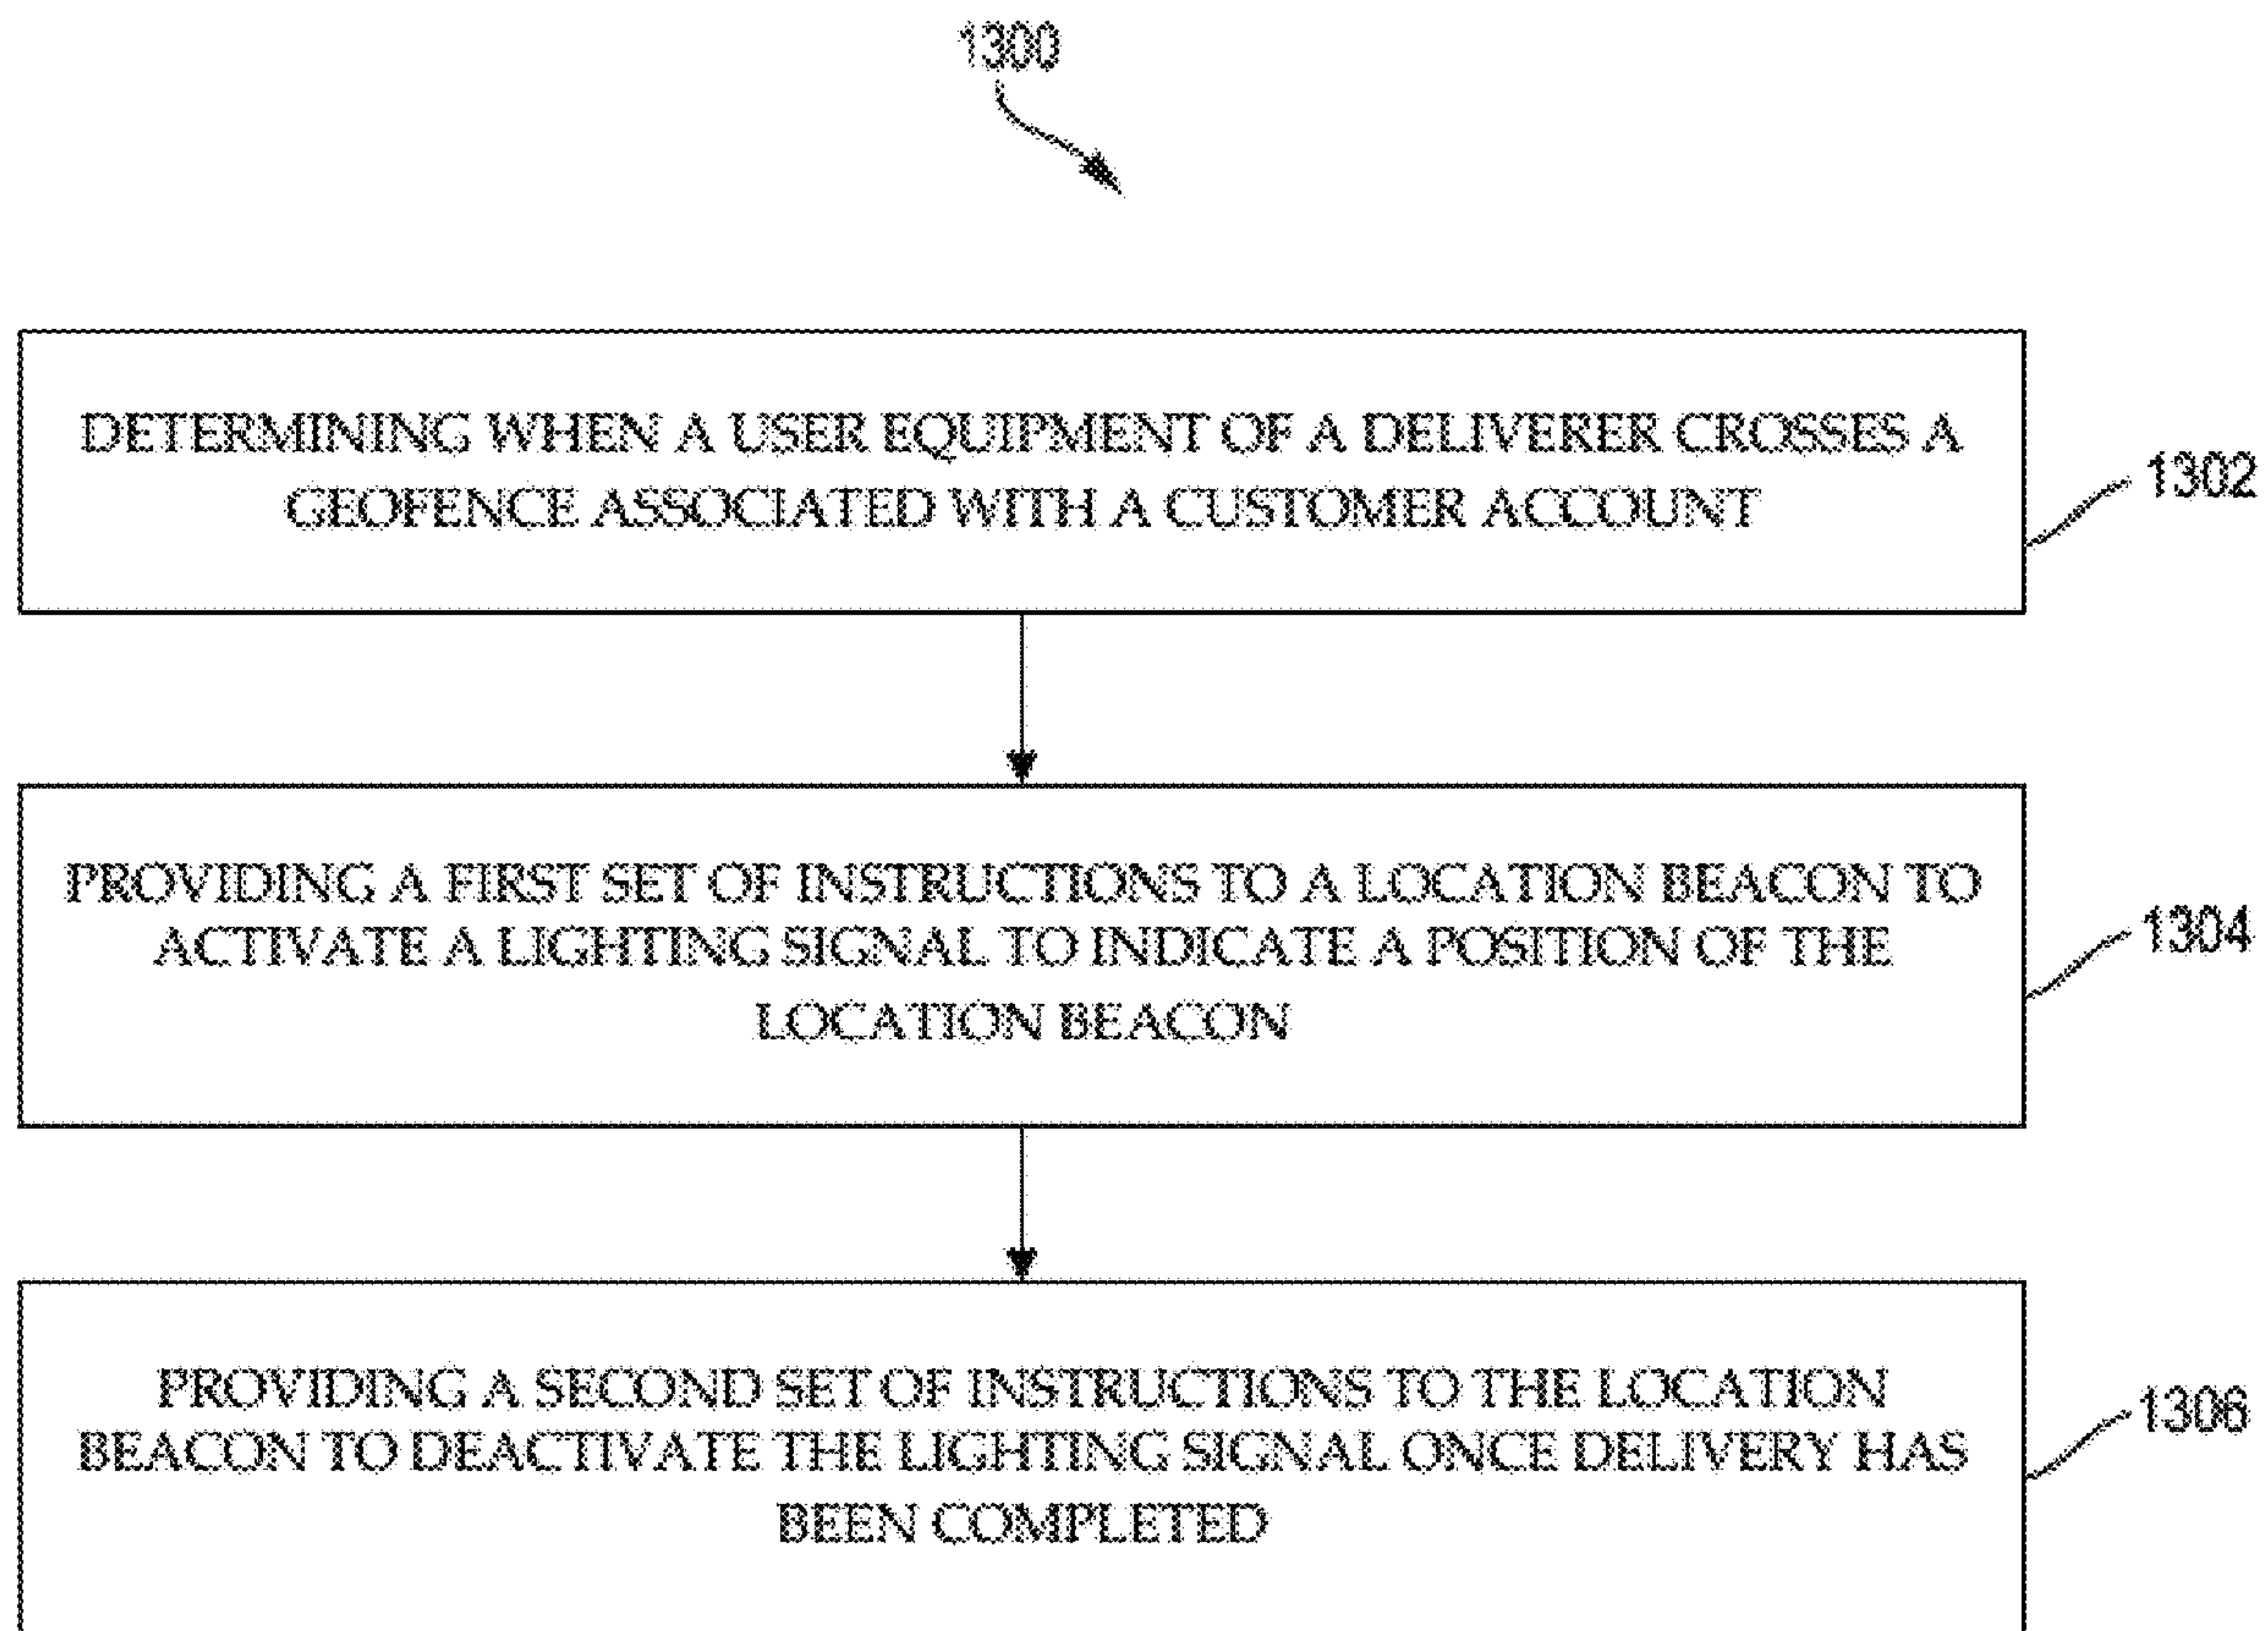 1300
DETERMINING WHEN A USER EQUIPMENT OF A DELIVERER CROSSES A
GEOFENCE ASSOCIATED WITH A CUSTOMER ACCOUNT
1302
PROVIDING A FIRST SET OF INSTRUCTIONS TO A LOCATION BEACON TO
ACTIVATE A LIGHTING SIGNAL TO INDICATE A POSITION OF THE
LOCATION BEACON
1304
PROVIDING A SECOND SET OF INSTRUCTIONS TO THE LOCATION
BEACON TO DEACTIVATE THE LIGHTING SIGNAL ONCE DELIVERY HAS
BEEN COMPLETED
1306